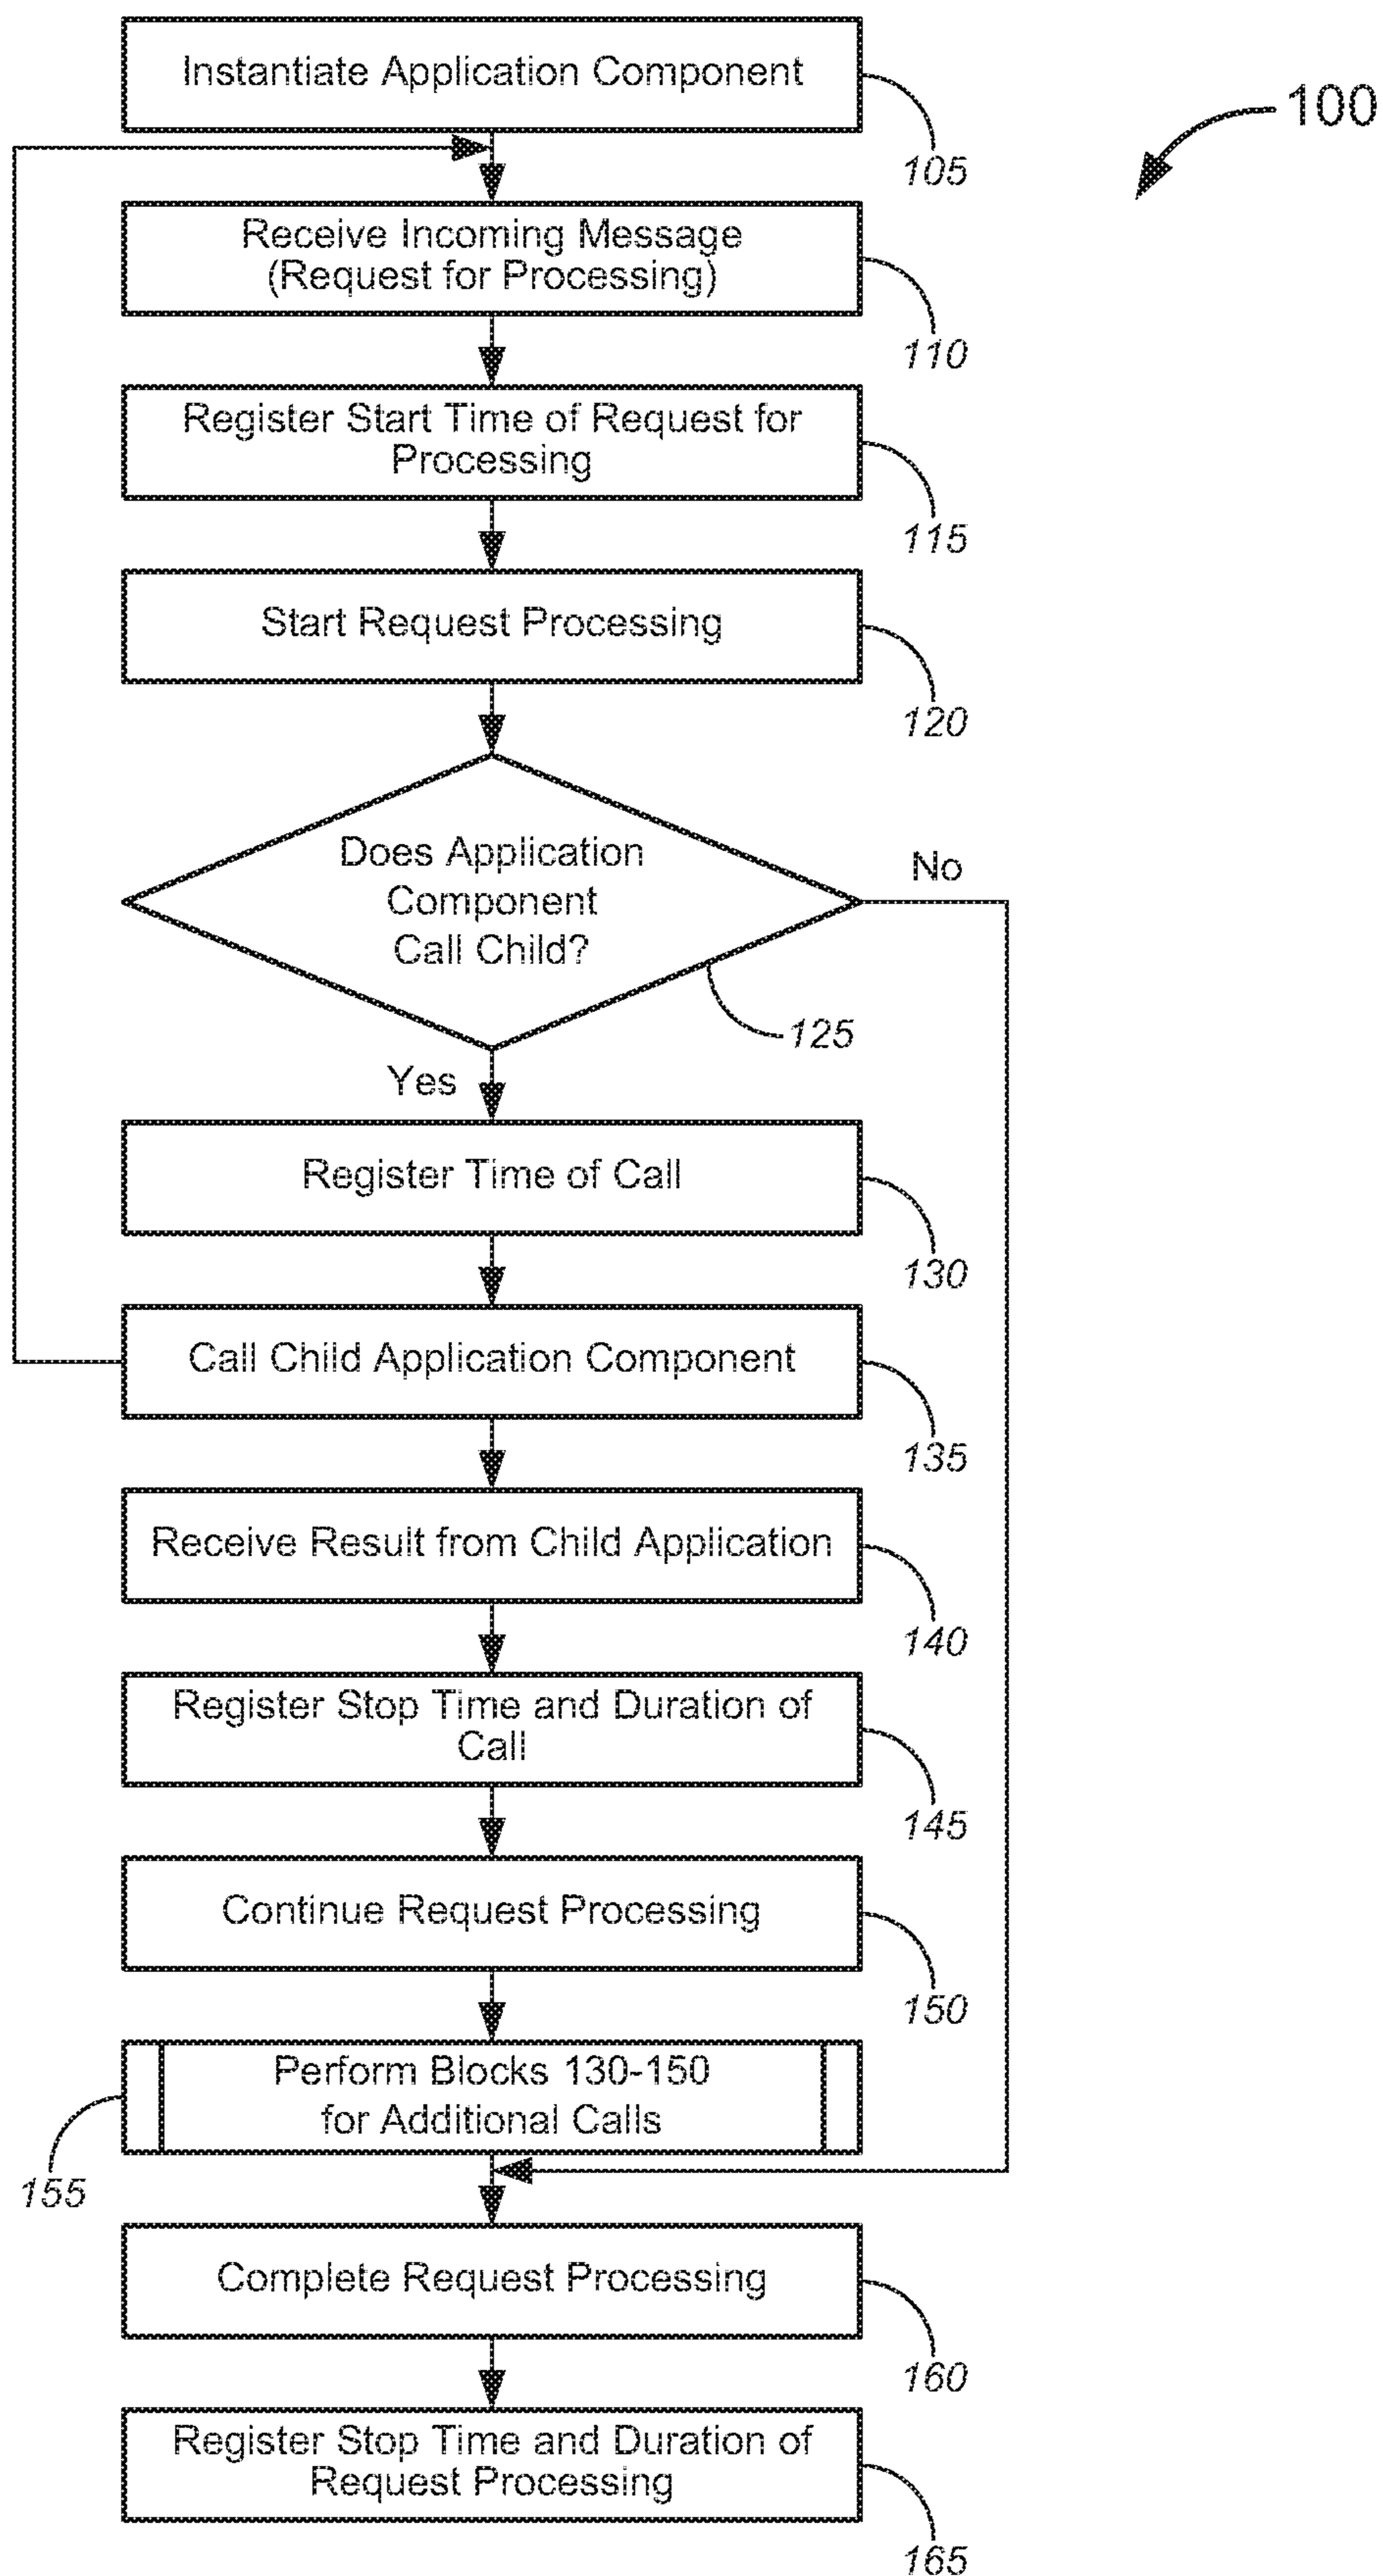 Instantiate Application Component
100
105
Receive Incoming Message
(Request for Processing)
110
Register Start Time of Request for
Processing
115
Start Request Processing
120
Does Application
Component
Call Child?
No
125
Yes
Register Time of Call
130
Call Child Application Component
135
Receive Result from Child Application
140
Register Stop Time and Duration of
Call
145
Continue Request Processing
150
Perform Blocks 130-150
for Additional Calls
155
Complete Request Processing
160
Register Stop Time and Duration of
Request Processing
165